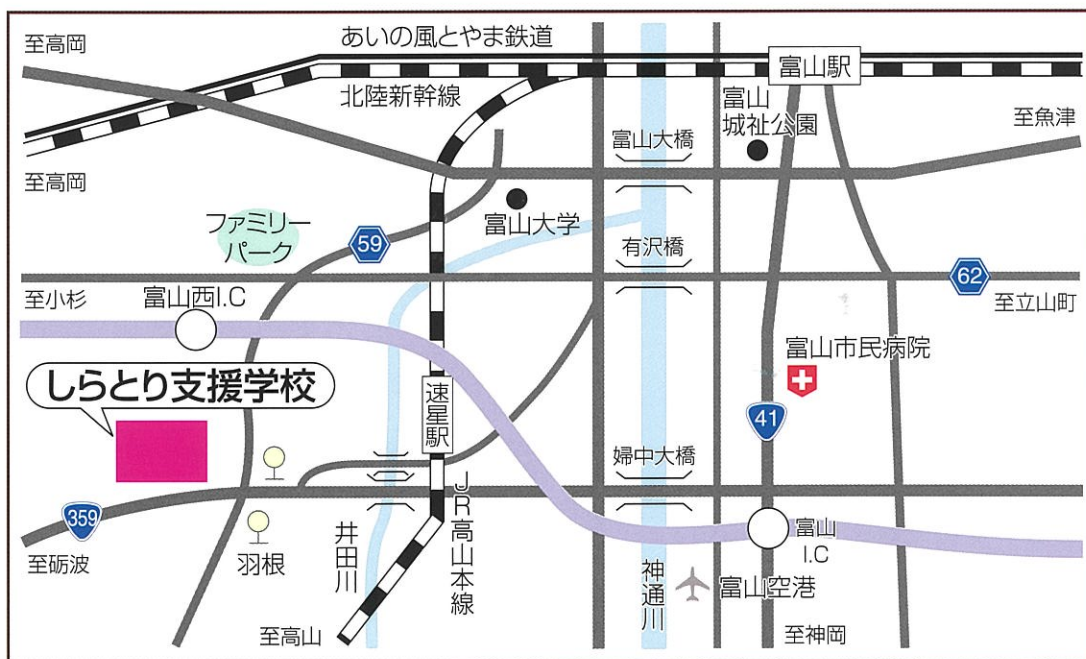 至高岡
あいの風とやま鉄道
北陸新幹線
富山駅
富山
城祉公園
至魚津
富山大橋
至高岡
ファミリー
パーク
59
富山大学
有沢橋
62
至小杉
富山西I.C
至立山町
富山市民病院
しらとり支援学校
速星駅
41
婦中大橋
359
至砺波
羽根
井田川
JR高山本線
神通川
富山
I.C
富山空港
至高山
至神岡